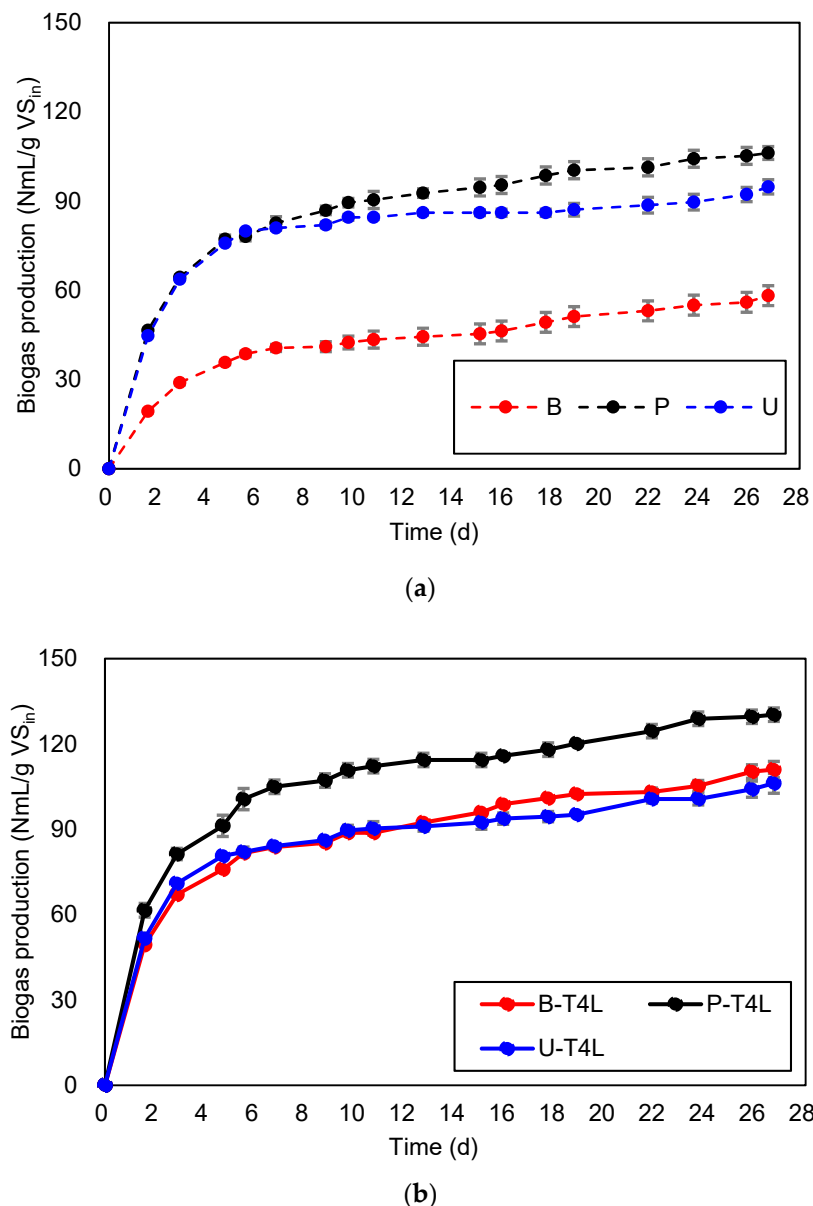 150
120
90
60
30
0
Biogas production (NmL/g VSin)
B P U
0 2 4 6 8 10 12 14 16 18 20 22 24 26 28
Time (d)
(a)
150
120
90
60
30
0
Biogas production (NmL/g VSin)
B-T4L P-T4L
U-T4L
0 2 4 6 8 10 12 14 16 18 20 22 24 26 28
Time (d)
(b)